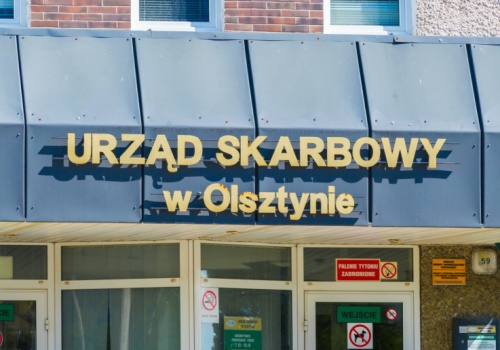 URZĄD SKARBOWY
w Olsztynie
PALENIE TYTONIU
ZABRONIONE
59
WEJŚCIE